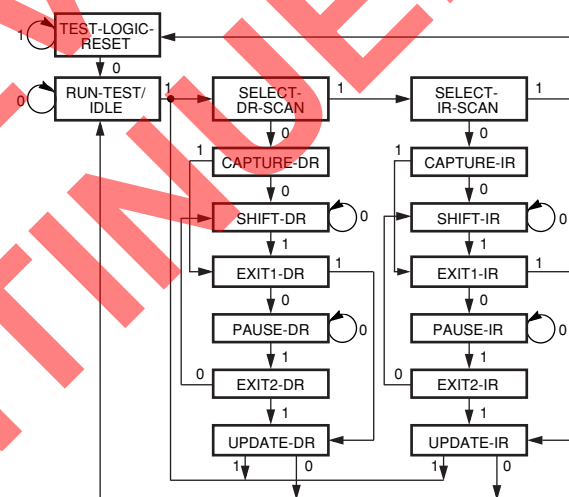 TEST-LOGIC-
RESET
1
0
RUN-TEST/
IDLE
0
1
SELECT-
DR-SCAN
1
SELECT-
IR-SCAN
0
0
1
CAPTURE-DR
1
CAPTURE-IR
0
0
SHIFT-DR
0
SHIFT-IR
0
1
1
EXIT1-DR
1
EXIT1-IR
1
0
0
PAUSE-DR
0
PAUSE-IR
0
1
1
0
EXIT2-DR
0
EXIT2-IR
1
1
UPDATE-DR
UPDATE-IR
1
0
1
0